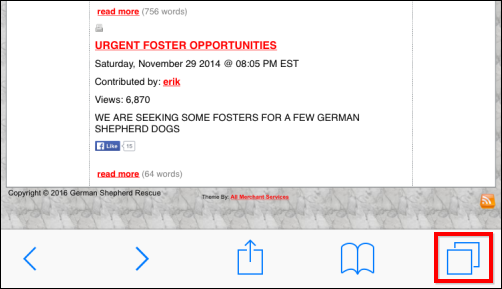 read more (756 words)
URGENT FOSTER OPPORTUNITIES
Saturday, November 29 2014 @ 08:05 PM EST
Contributed by: erik
Views: 6,870
WE ARE SEEKING SOME FOSTERS FOR A FEW GERMAN
SHEPHERD DOGS
Like 15
read more (64 words)
Copyright © 2016 German Shepherd Rescue
Theme By: Ali Merchant Services